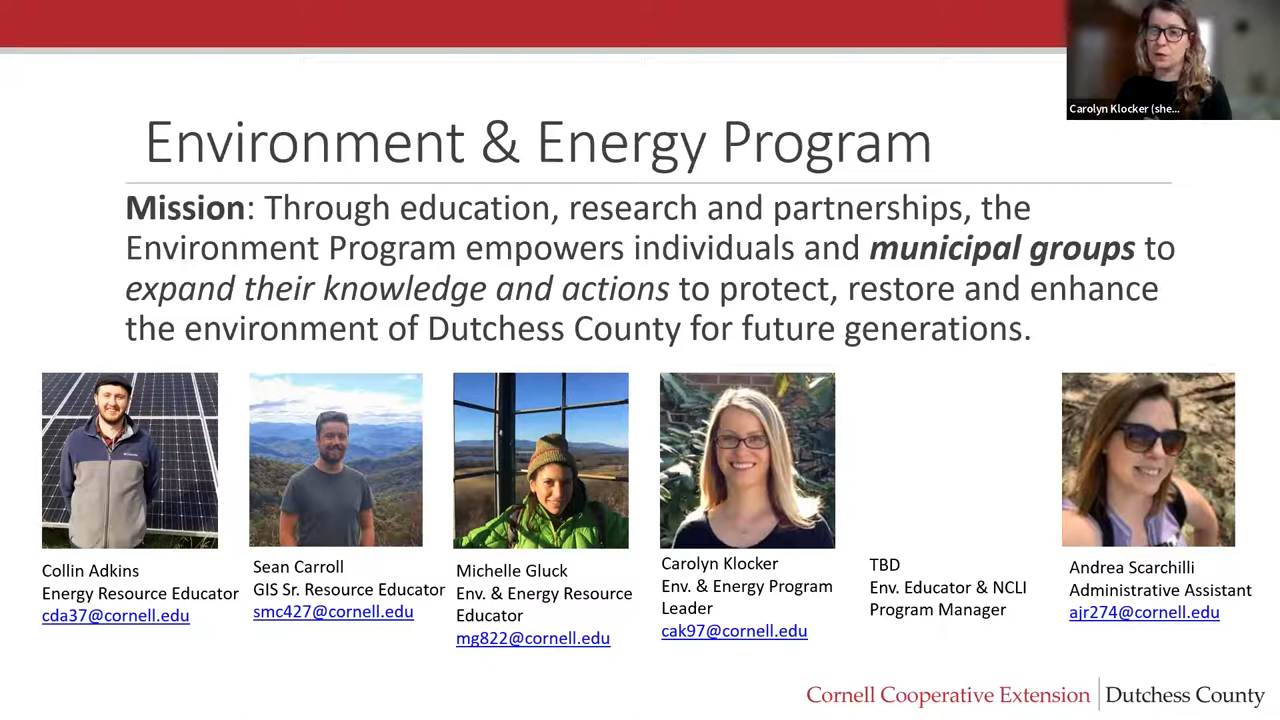 Carolyn Klocker (she...
Environment & Energy Program
Mission: Through education, research and partnerships, the
Environment Program empowers individuals and municipal groups to
expand their knowledge and actions to protect, restore and enhance
the environment of Dutchess County for future generations.
Collin Adkins
Energy Resource Educator
cda37@cornell.edu
Sean Carroll
GIS Sr. Resource Educator
smc427@cornell.edu
Michelle Gluck
Env. & Energy Resource
Educator
mg822@cornell.edu
Carolyn Klocker
Env. & Energy Program
Leader
cak97@cornell.edu
TBD
Env. Educator & NCLI
Program Manager
Andrea Scarchilli
Administrative Assistant
ajr274@cornell.edu
Cornell Cooperative Extension | Dutchess County